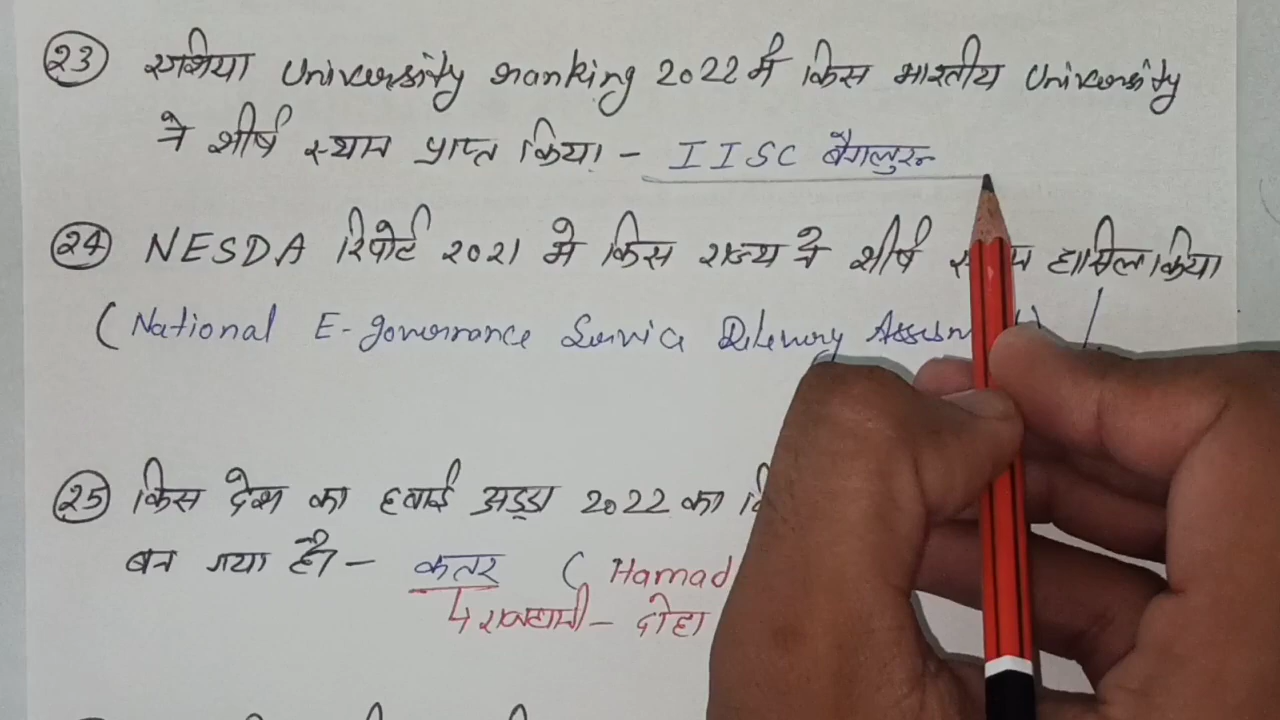 23 एशिया University ranking 2022 में किस भारतीय University
ने शीर्ष स्थान प्राप्त किया। - IISC बैंगलुरू
24 NESDA रिपोर्ट 2021 मे किस राज्य ने शीर्ष हासिल किया
(National E-governance Service Delivery
25 किस देश का हवाई अड्डा 2022 का
बन गया है। - कतर ( Hamad
राजधानी - दोहा